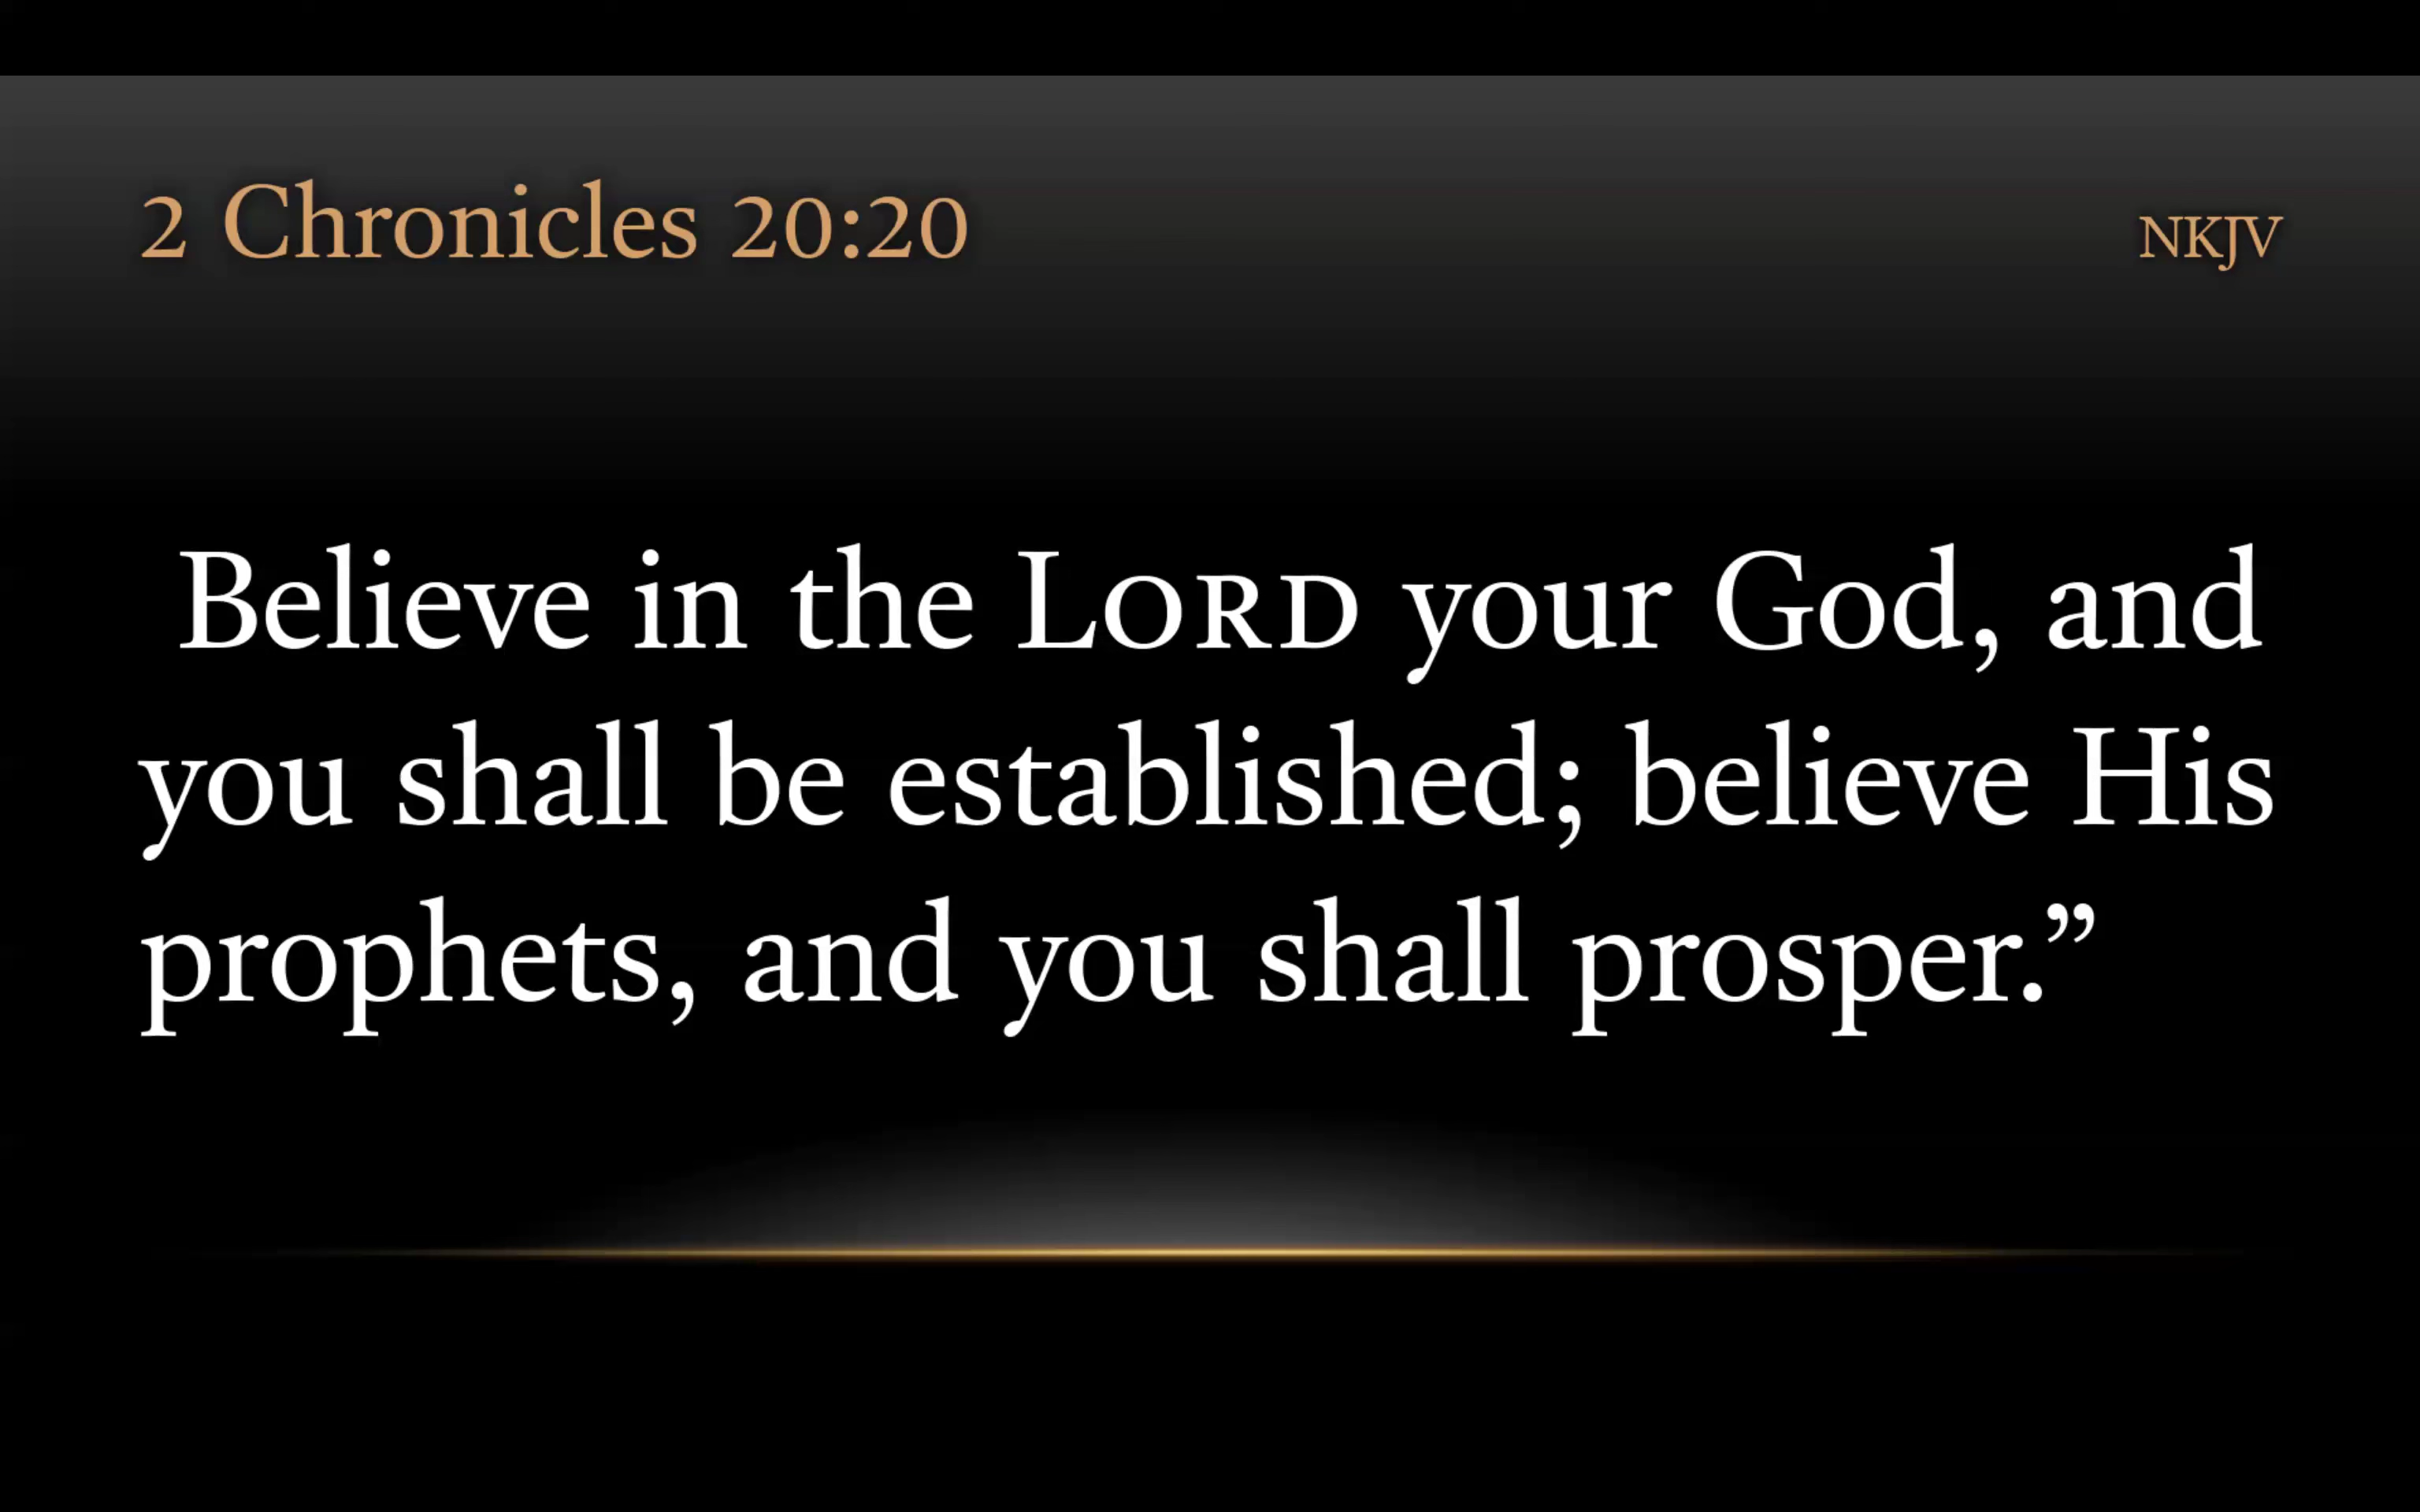 2 Chronicles 20:20 NKJV
Believe in the LORD your God, and
you shall be established; believe His
prophets, and you shall prosper.”